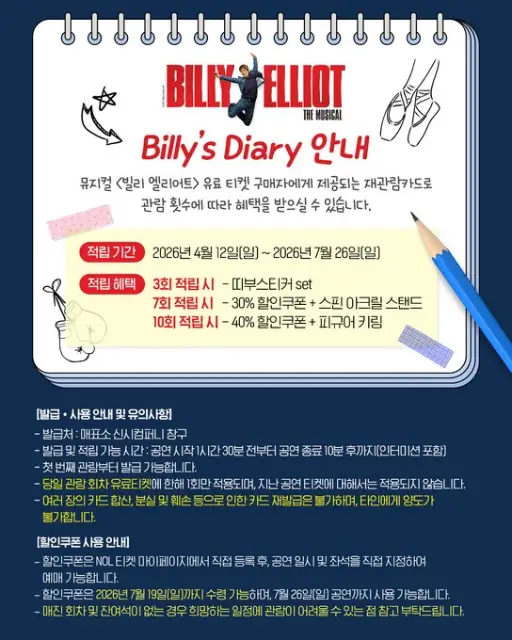 BILLY ELLIOT
THE MUSICAL
Billy's Diary 안내
뮤지컬 <빌리 엘리어트> 유료 티켓 구매자에게 제공되는 재관람카드로
관람 횟수에 따라 혜택을 받으실 수 있습니다.
적립 기간 2026년 4월 12일(일) ~ 2026년 7월 26일(일)
적립 혜택 3회 적립 시 - 띠부스티커 set
7회 적립 시 - 30% 할인쿠폰 + 스핀 아크릴 스탠드
10회 적립 시 - 40% 할인쿠폰 + 피규어 키링
[발급 • 사용 안내 및 유의사항]
- 발급처 : 매표소 신시컴퍼니 창구
- 발급 및 적립 가능 시간 : 공연 시작 1시간 30분 전부터 공연 종료 10분 후까지(인터미션 포함)
- 첫 번째 관람부터 발급 가능합니다.
- 당일 관람 회차 유료티켓에 한해 1회만 적용되며, 지난 공연 티켓에 대해서는 적용되지 않습니다.
- 여러 장의 카드 합산, 분실 및 훼손 등으로 인한 카드 재발급은 불가하며, 타인에게 양도가
불가합니다.
[할인쿠폰 사용 안내]
- 할인쿠폰은 NOL 티켓 마이페이지에서 직접 등록 후, 공연 일시 및 좌석을 직접 지정하여
예매 가능합니다.
- 할인쿠폰은 2026년 7월 19일(일)까지 수령 가능하며, 7월 26일(일) 공연까지 사용 가능합니다.
- 매진 회차 및 잔여석이 없는 경우 희망하는 일정에 관람이 어려울 수 있는 점 참고 부탁드립니다.